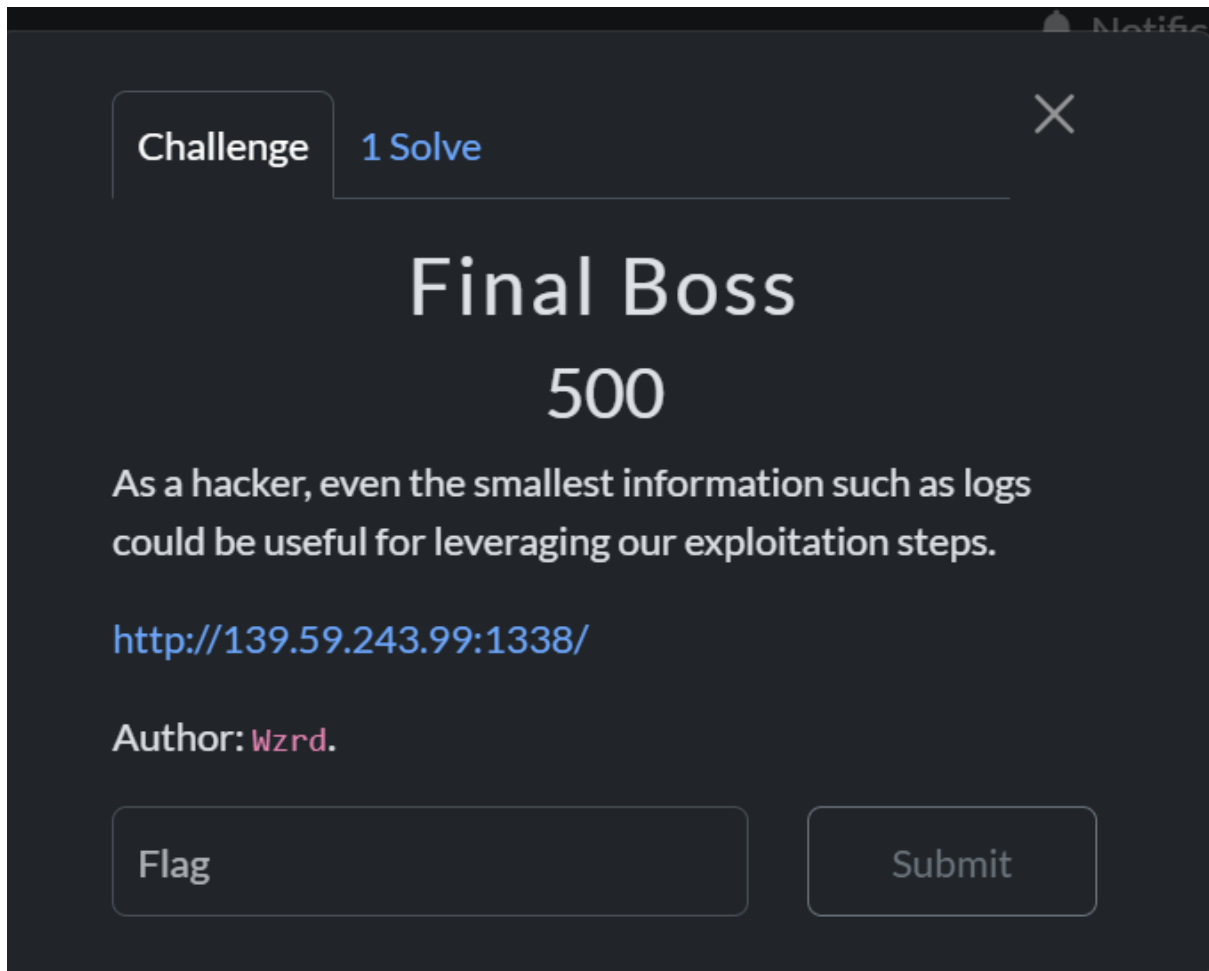 Notific
Challenge
1 Solve
Final Boss
500
As a hacker, even the smallest information such as logs
could be useful for leveraging our exploitation steps.
http://139.59.243.99:1338/
Author: Wzrd.
Flag
Submit